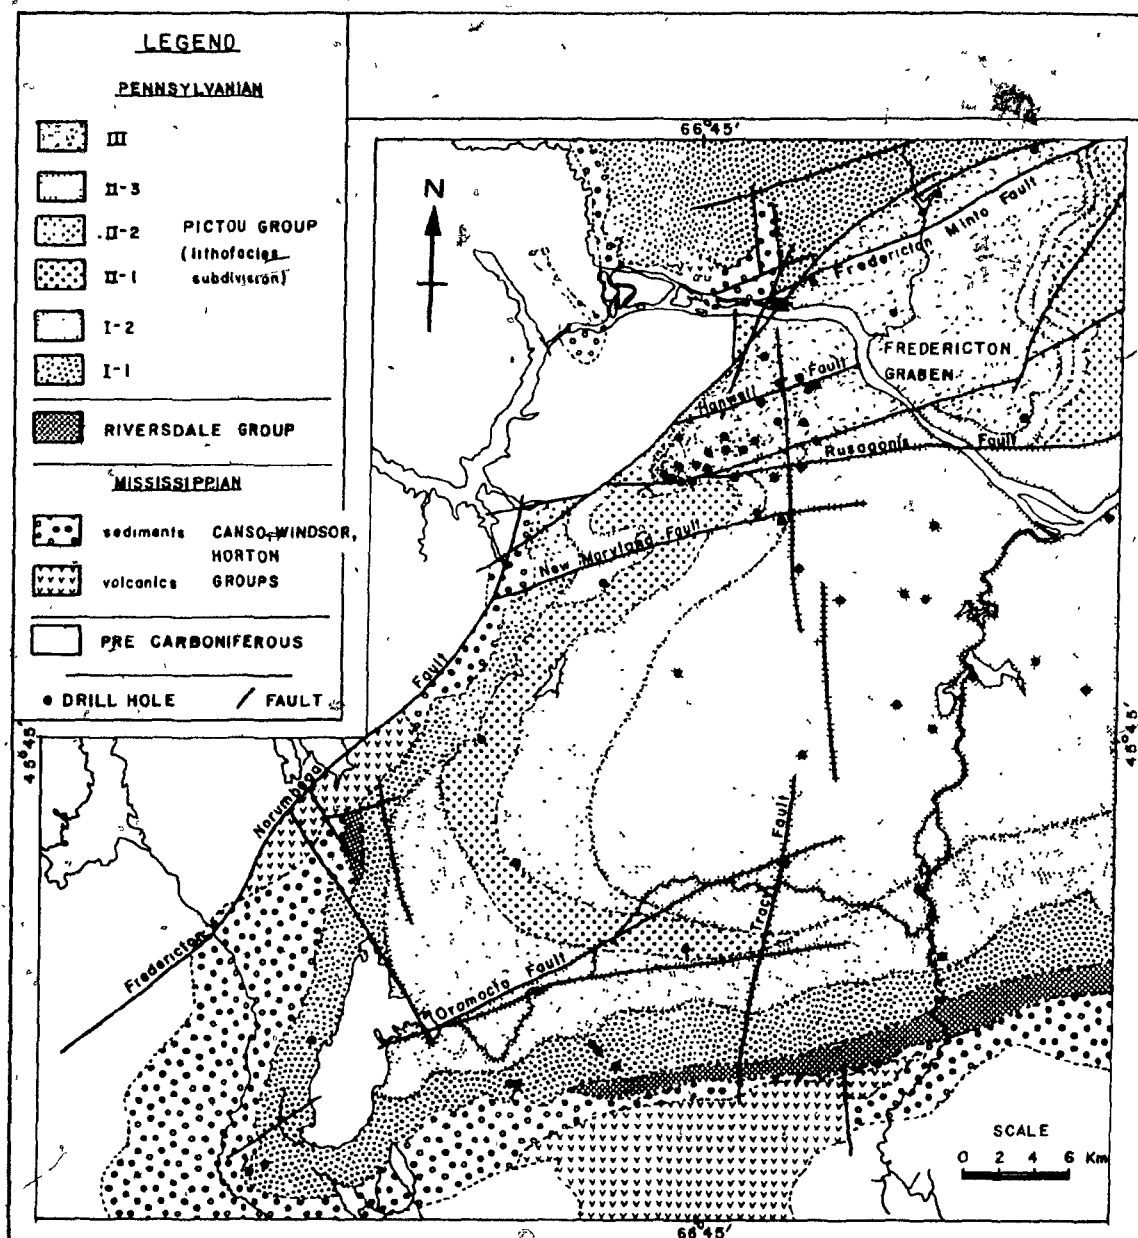 LEGEND
PENNSYLVANIAN
III
II-3
II-2 PICTOU GROUP
(lithofacies
II-1 subdivision)
I-2
I-1
RIVERSDALE GROUP
MISSISSIPPIAN
sediments CANSO-WINDSOR,
HORTON
volcanics GROUPS
PRE CARBONIFEROUS
DRILL HOLE / FAULT
66°45'
N
Fredericton Minto Fault
FREDERICTON
GRABEN
Hanwell Fault
Rusagonis Fault
New Maryland Fault
45°45'
45°45'
Fredericton Norumbega Fault
Tracy Fault
Oromocto Fault
SCALE
0 2 4 6 Km
66°45'